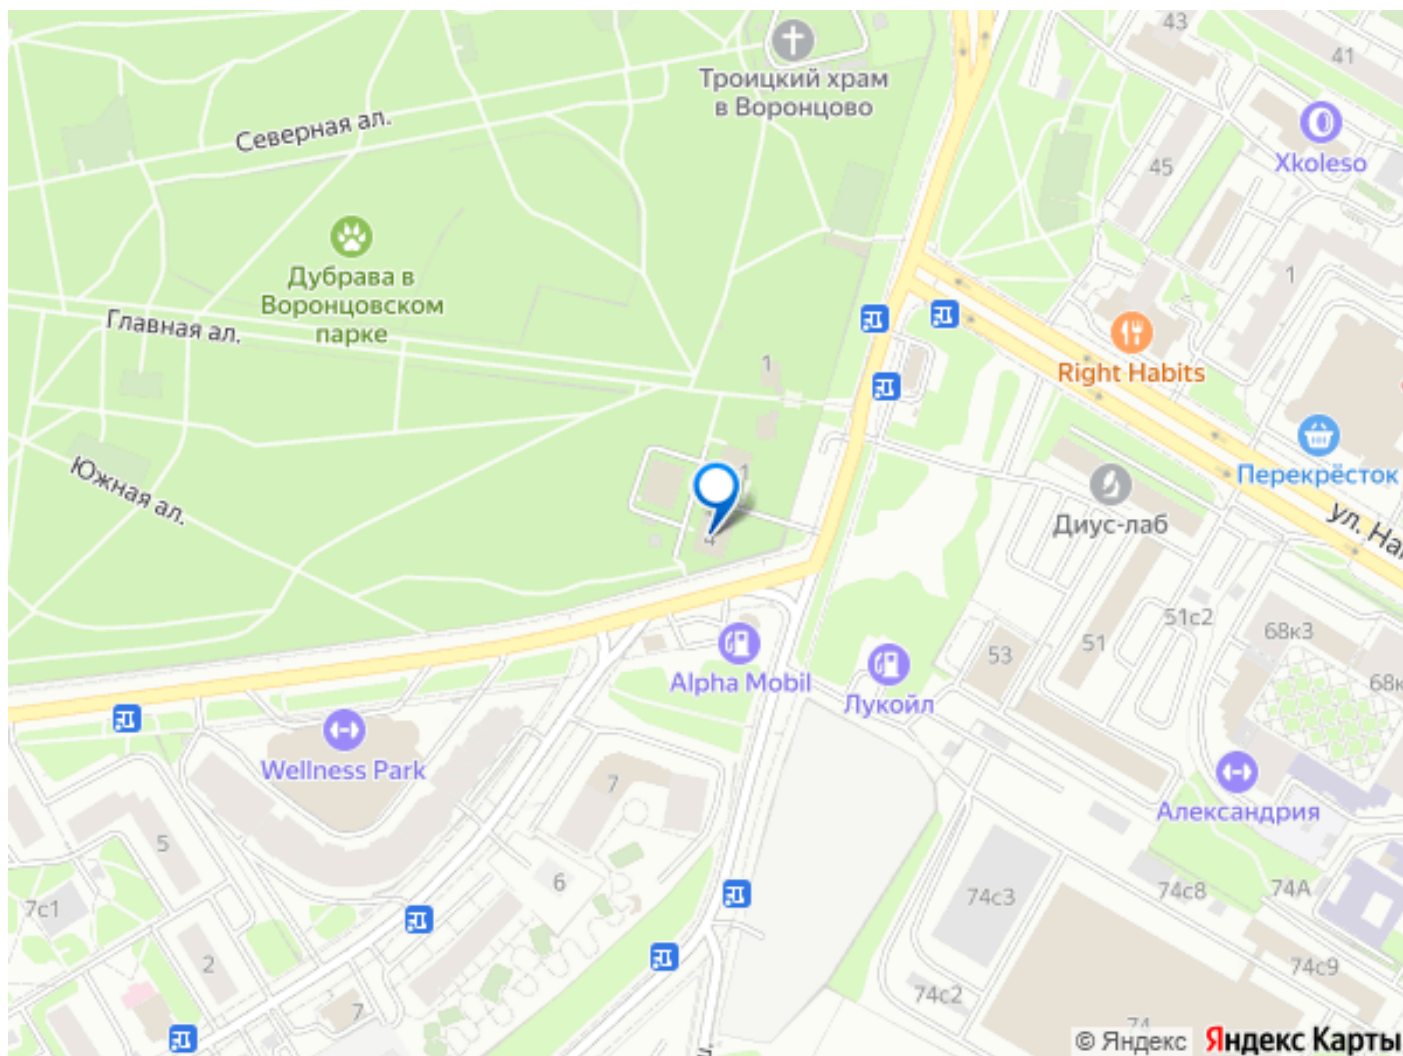 43
41
Троицкий храм
в Воронцово
Северная ал.
Xkoleso
45
Дубрава в
Воронцовском
парке
1
Главная ал.
1
Right Habits
Перекрёсток
Южная ал.
1
4
Диус-лаб
ул. На
51с2
68к3
51
53
68к
Alpha Mobil
Лукойл
Wellness Park
7
Александрия
5
6
7с1
74с3
74с8
74А
2
74с9
74с2
7
74
© Яндекс Яндекс Карты